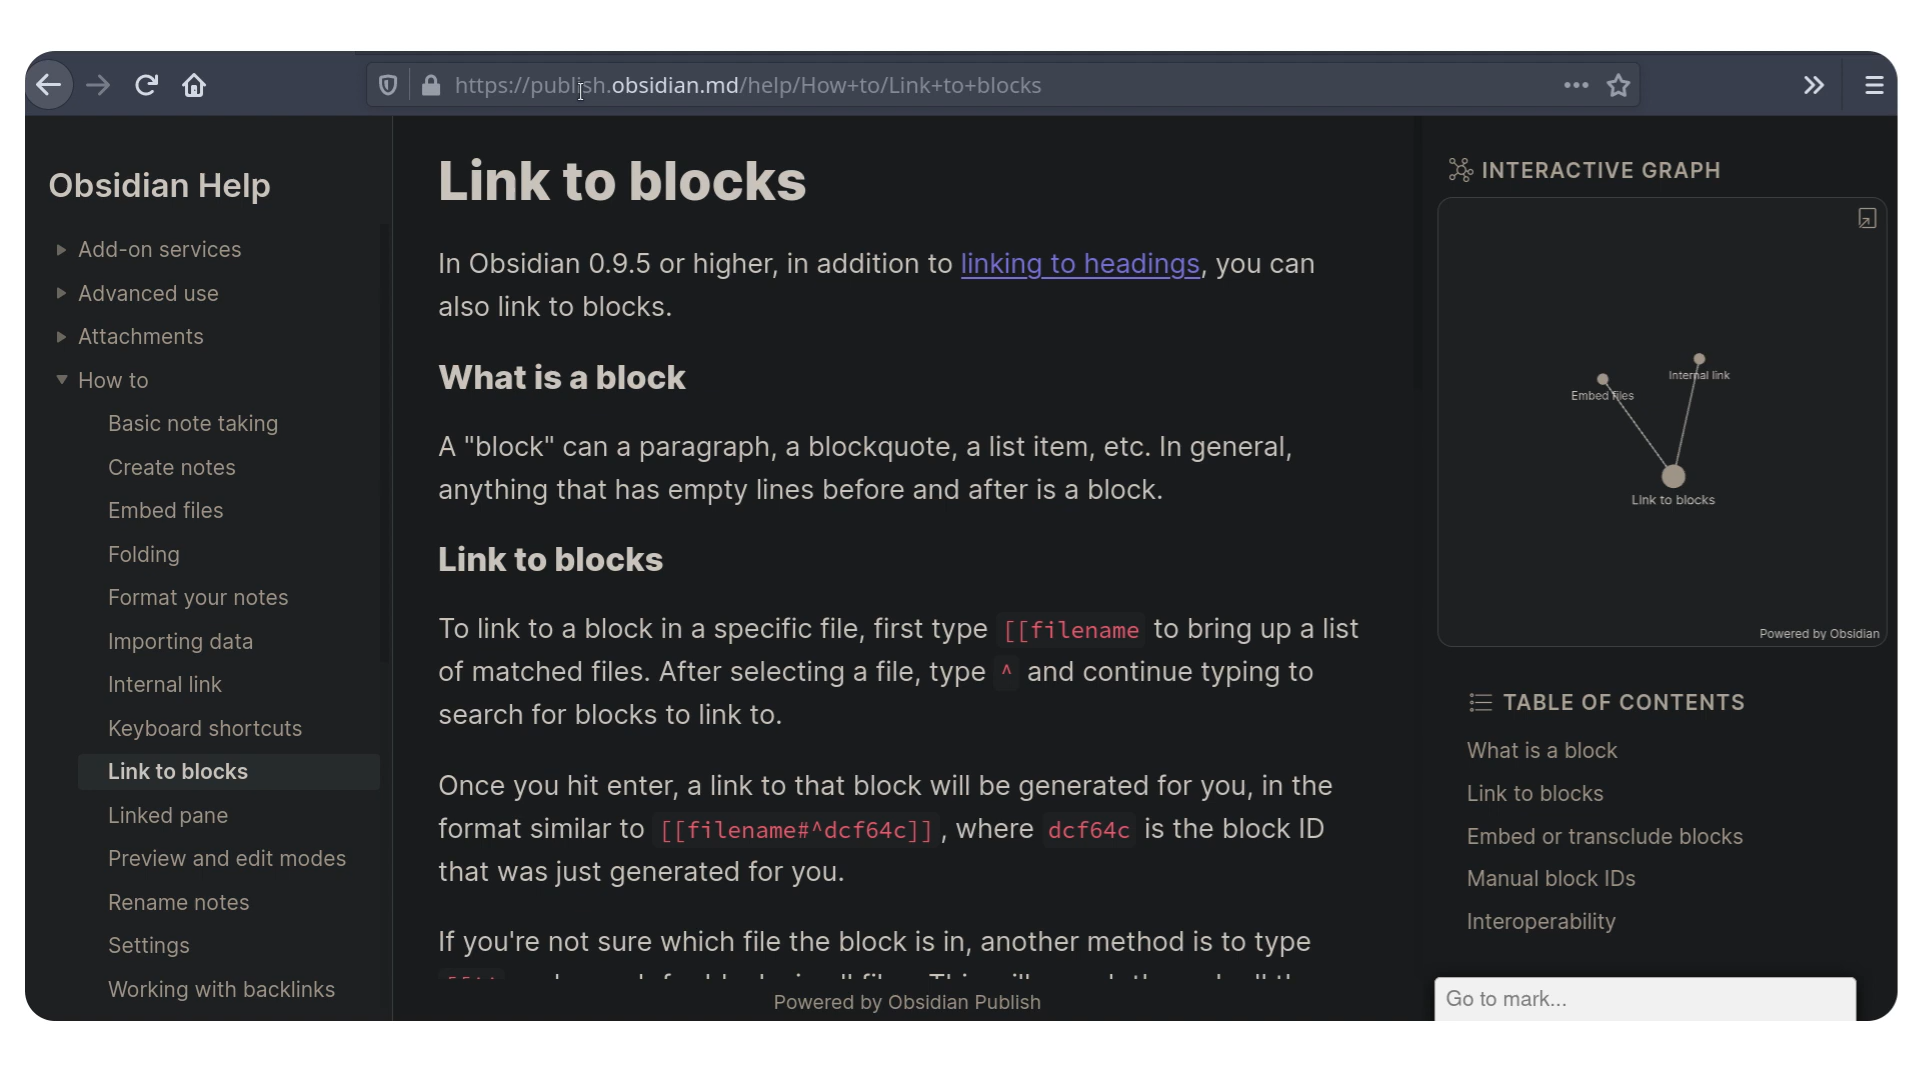 https://publish.obsidian.md/help/How+to/Link+to+blocks
Obsidian Help
Add-on services
Advanced use
Attachments
How to
Basic note taking
Create notes
Embed files
Folding
Format your notes
Importing data
Internal link
Keyboard shortcuts
Link to blocks
Linked pane
Preview and edit modes
Rename notes
Settings
Working with backlinks
Link to blocks
In Obsidian 0.9.5 or higher, in addition to linking to headings, you can
also link to blocks.
What is a block
A "block" can a paragraph, a blockquote, a list item, etc. In general,
anything that has empty lines before and after is a block.
Link to blocks
To link to a block in a specific file, first type [[filename to bring up a list
of matched files. After selecting a file, type ^ and continue typing to
search for blocks to link to.
Once you hit enter, a link to that block will be generated for you, in the
format similar to [[filename#^dcf64c]], where dcf64c is the block ID
that was just generated for you.
If you're not sure which file the block is in, another method is to type
Powered by Obsidian Publish
INTERACTIVE GRAPH
Internal link
Embed files
Link to blocks
Powered by Obsidian
TABLE OF CONTENTS
What is a block
Link to blocks
Embed or transclude blocks
Manual block IDs
Interoperability
Go to mark...